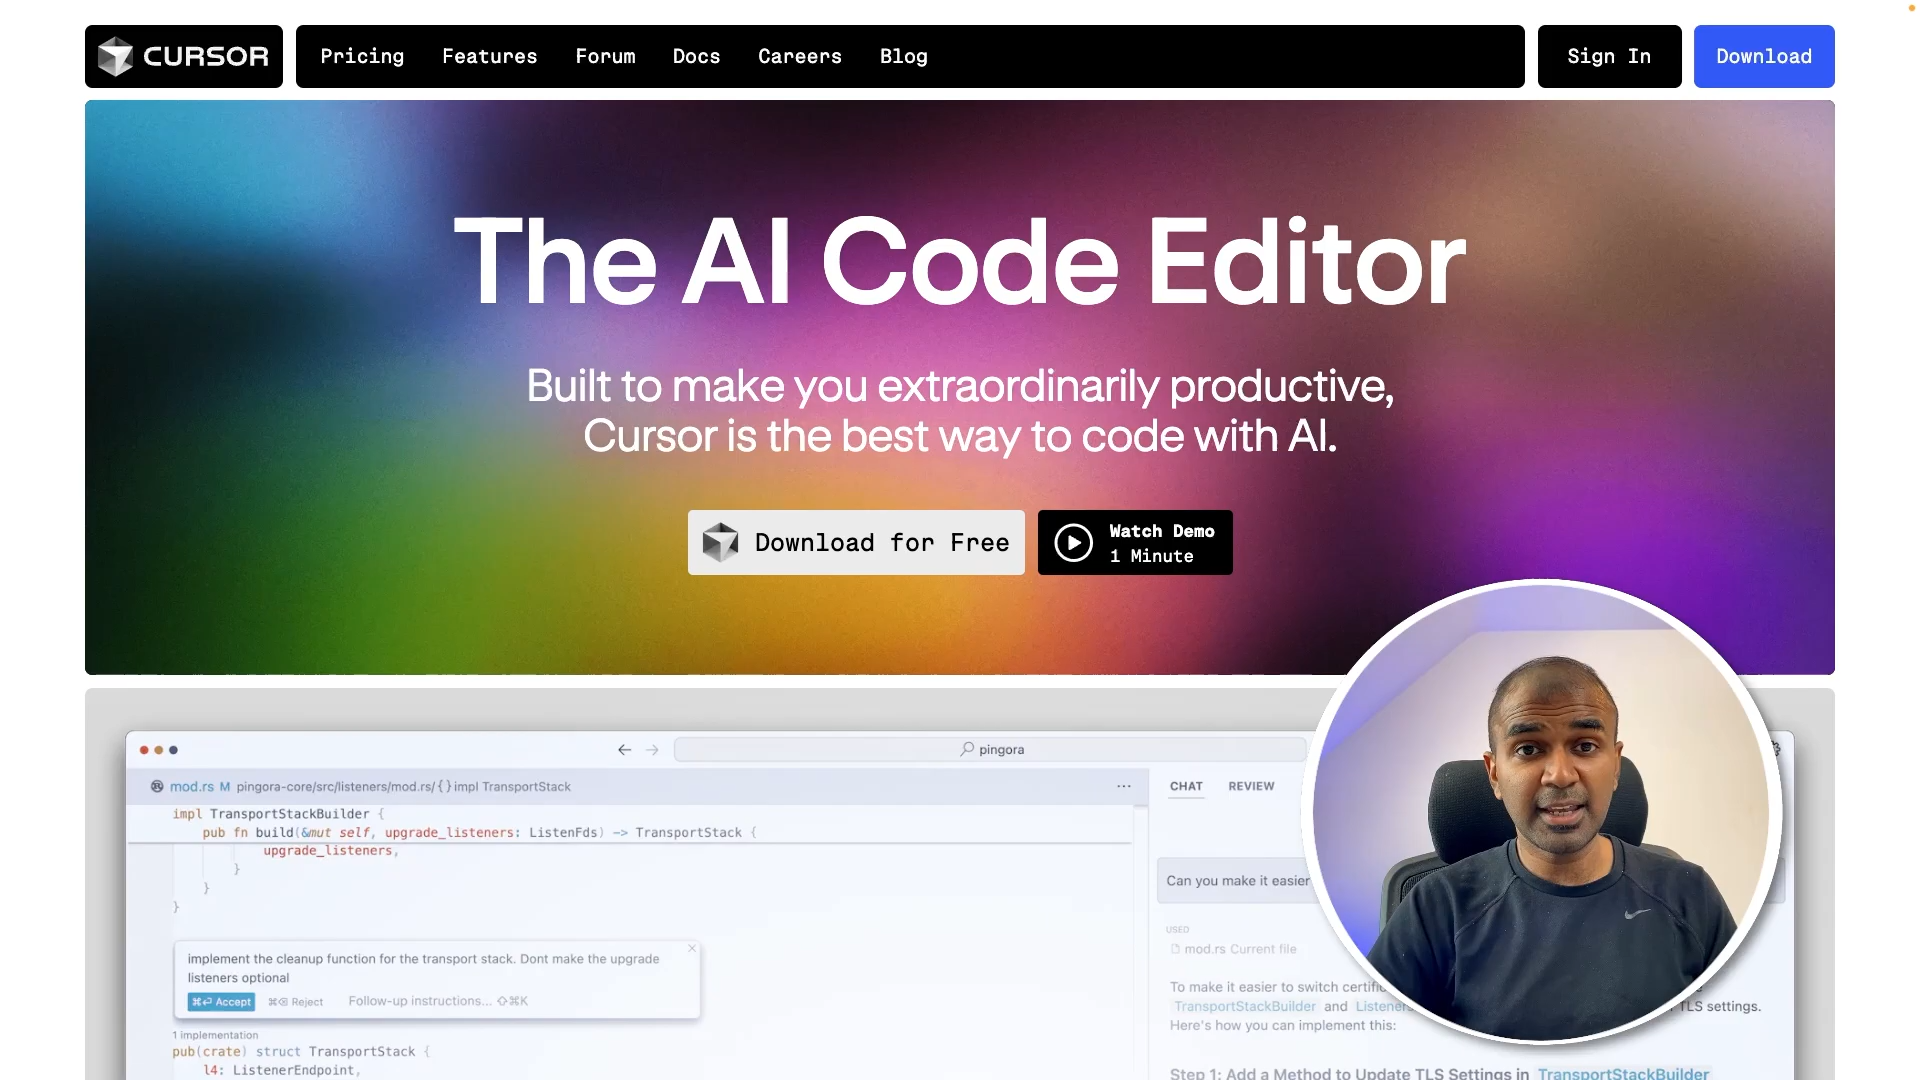 CURSOR
Pricing Features Forum Docs Careers Blog
Sign In
Download
The AI Code Editor
Built to make you extraordinarily productive,
Cursor is the best way to code with AI.
Download for Free
Watch Demo
1 Minute
pingora
mod.rs M pingora-core/src/listeners/mod.rs/{} impl TransportStack
impl TransportStackBuilder {
pub fn build(&mut self, upgrade_listeners: ListenFds) -> TransportStack {
upgrade_listeners,
}
}
}
implement the cleanup function for the transport stack. Dont make the upgrade
listeners optional
⌘⏎ Accept ⌘⌫ Reject Follow-up instructions... ⇧⌘K
1 implementation
pub(crate) struct TransportStack {
l4: ListenerEndpoint,
CHAT REVIEW
Can you make it easier
USED
mod.rs Current file
To make it easier to switch
TransportStackBuilder and TLS settings.
Here's how you can implement this:
Step 1: Add a Method to Update TLS Settings in TransportStackBuilder